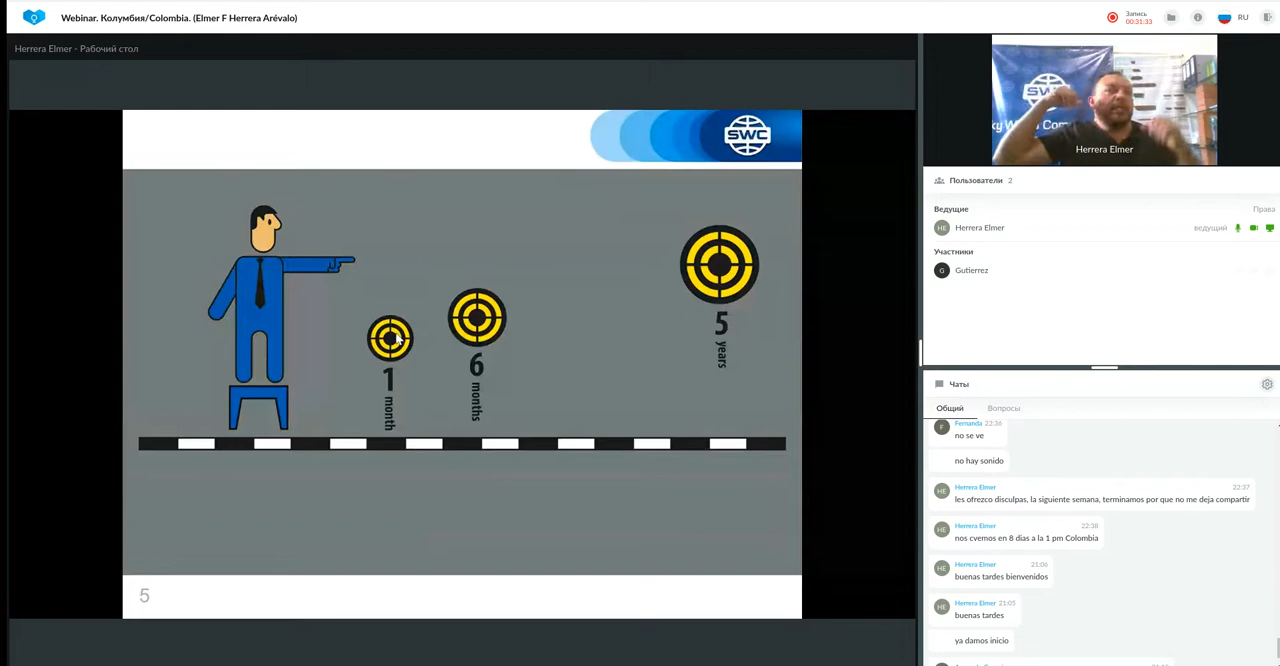 Webinar. Колумбия/Colombia. (Elmer F Herrera Arévalo)
Запись
00:31:33
RU
Herrera Elmer - Рабочий стол
SWC
1
month
6
months
5
years
5
SWC
Herrera Elmer
Пользователи 2
Ведущие
Права
HE
Herrera Elmer
ведущий
Участники
G
Gutierrez
Чаты
Общий
Вопросы
F
Fernanda 22:36
no se ve
no hay sonido
HE
Herrera Elmer 22:37
les ofrezco disculpas, la siguiente semana, terminamos por que no me deja compartir
HE
Herrera Elmer 22:38
nos cvemos en 8 dias a la 1 pm Colombia
HE
Herrera Elmer 21:06
buenas tardes bienvenidos
HE
Herrera Elmer 21:05
buenas tardes
ya damos inicio